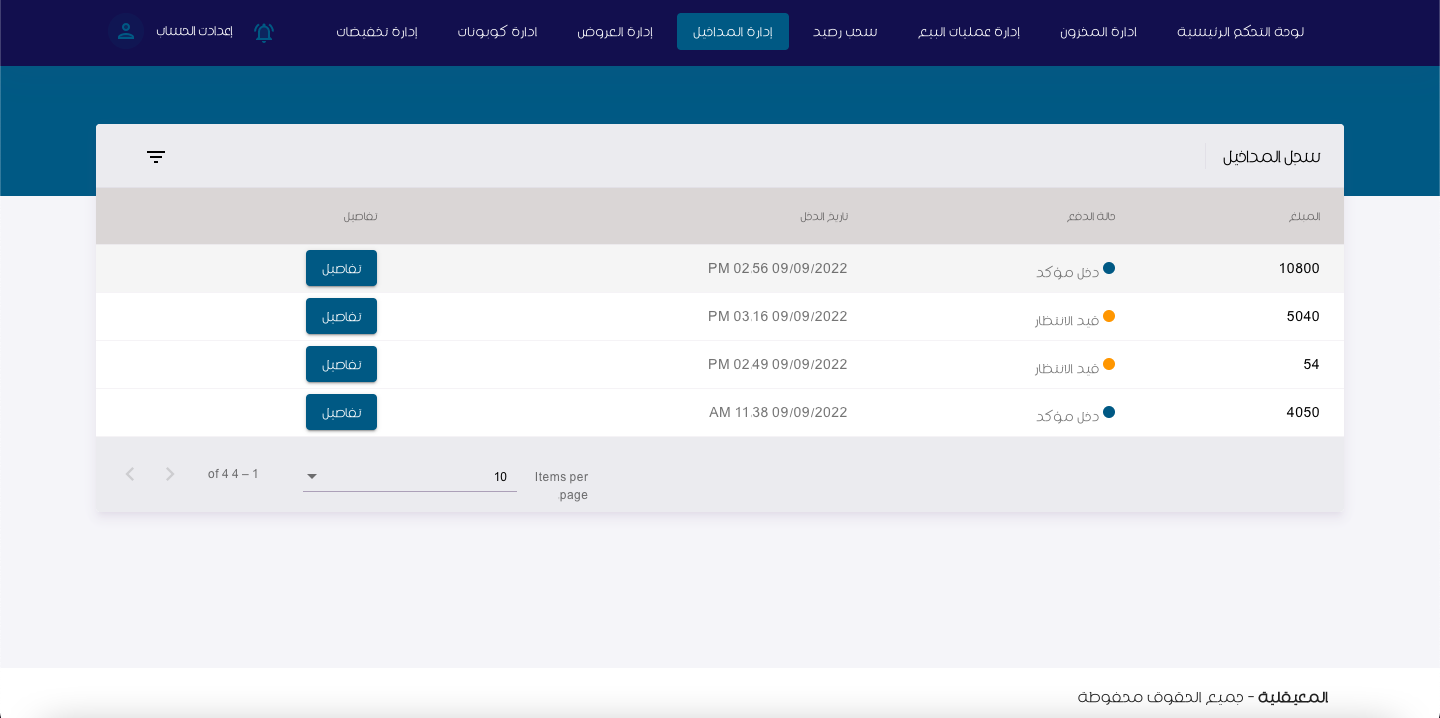 لوحة التحكم الرئيسية
ادارة المخزون
إدارة عمليات البيع
سحب رصيد
إدارة المداخيل
إدارة العروض
ادارة كوبونات
إدارة تخفيضات
إعدادت الحساب
سجل المداخيل
المبلغ حالة الدفع تاريخ الدخل تفاصيل
10800 دخل مؤكد 09/09/2022 02:56 PM تفاصيل
5040 قيد الانتظار 09/09/2022 03:16 PM تفاصيل
54 قيد الانتظار 09/09/2022 02:49 PM تفاصيل
4050 دخل مؤكد 09/09/2022 11:38 AM تفاصيل
Items per page:
10
1 – 4 of 4
المعيقلية - جميع الحقوق محفوظة